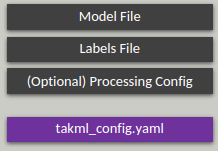 Model File
Labels File
(Optional) Processing Config
takml_config.yaml